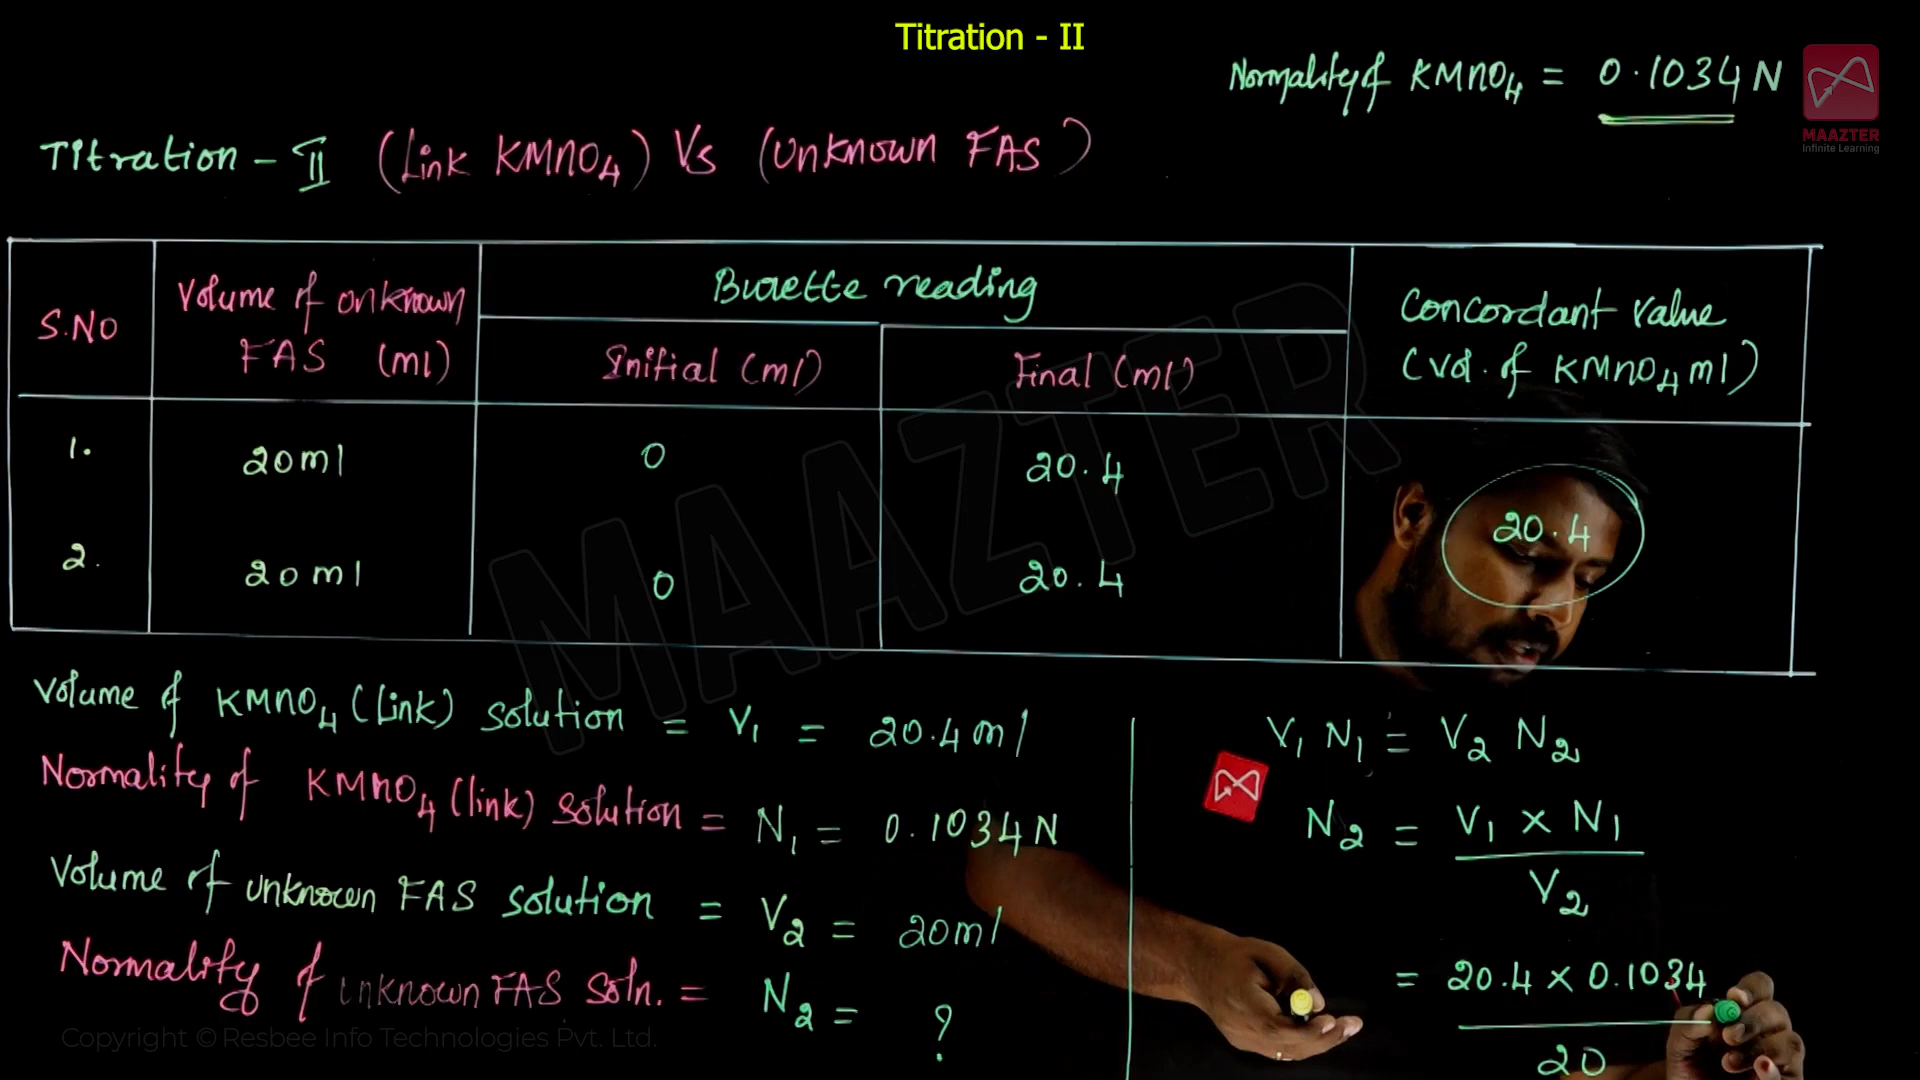 Titration - II
Normality of KMnO4 = 0.1034 N
MAAZTER
Infinite Learning
Titration - II (Link KMnO4) Vs (Unknown FAS)
S.NO
Volume of unknown
FAS (ml)
Burette reading
Initial (ml)
Final (ml)
Concordant Value
(Vol. of KMnO4 ml)
1. 20ml 0 20.4
20.4
2. 20ml 0 20.4
MAAZTER
Volume of KMnO4 (Link) solution = V1 = 20.4ml
Normality of KMnO4 (link) solution = N1 = 0.1034 N
Volume of unknown FAS solution = V2 = 20ml
Normality of unknown FAS soln. = N2 = ?
V1 N1 = V2 N2
N2 = V1 x N1
V2
= 20.4 x 0.1034
20
Copyright © Resbee Info Technologies Pvt. Ltd.